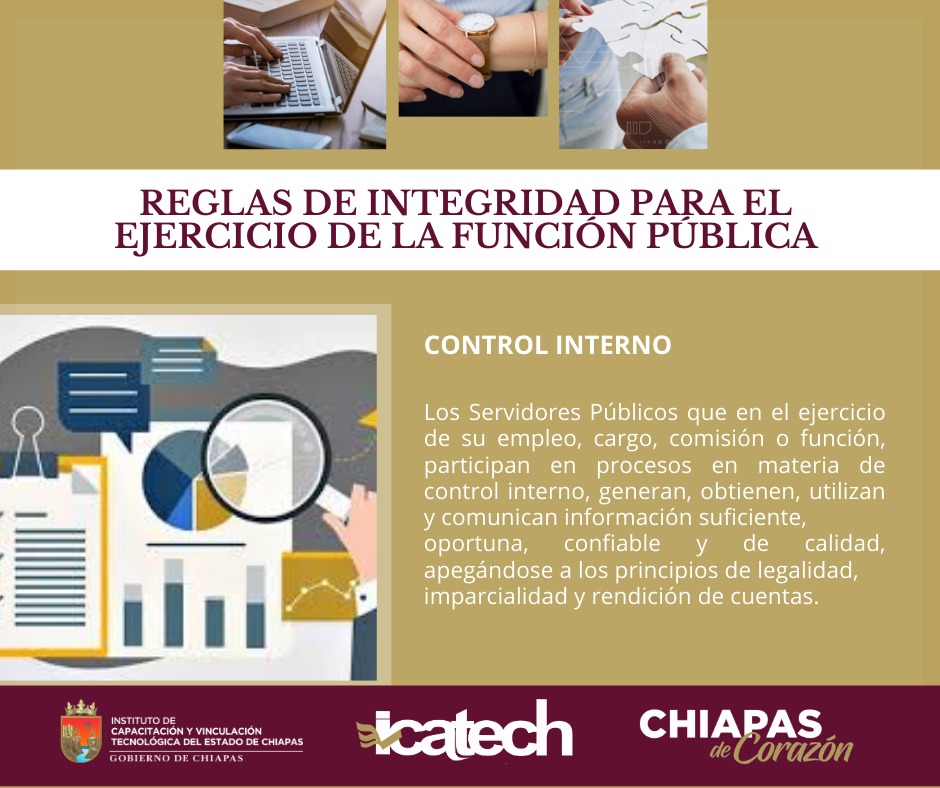 REGLAS DE INTEGRIDAD PARA EL
EJERCICIO DE LA FUNCIÓN PÚBLICA
CONTROL INTERNO
Los Servidores Públicos que en el ejercicio
de su empleo, cargo, comisión o función,
participan en procesos en materia de
control interno, generan, obtienen, utilizan
y comunican información suficiente,
oportuna, confiable y de calidad,
apegándose a los principios de legalidad,
imparcialidad y rendición de cuentas.
INSTITUTO DE
CAPACITACIÓN Y VINCULACIÓN
TECNOLÓGICA DEL ESTADO DE CHIAPAS
GOBIERNO DE CHIAPAS
icatech
CHIAPAS
de Corazón